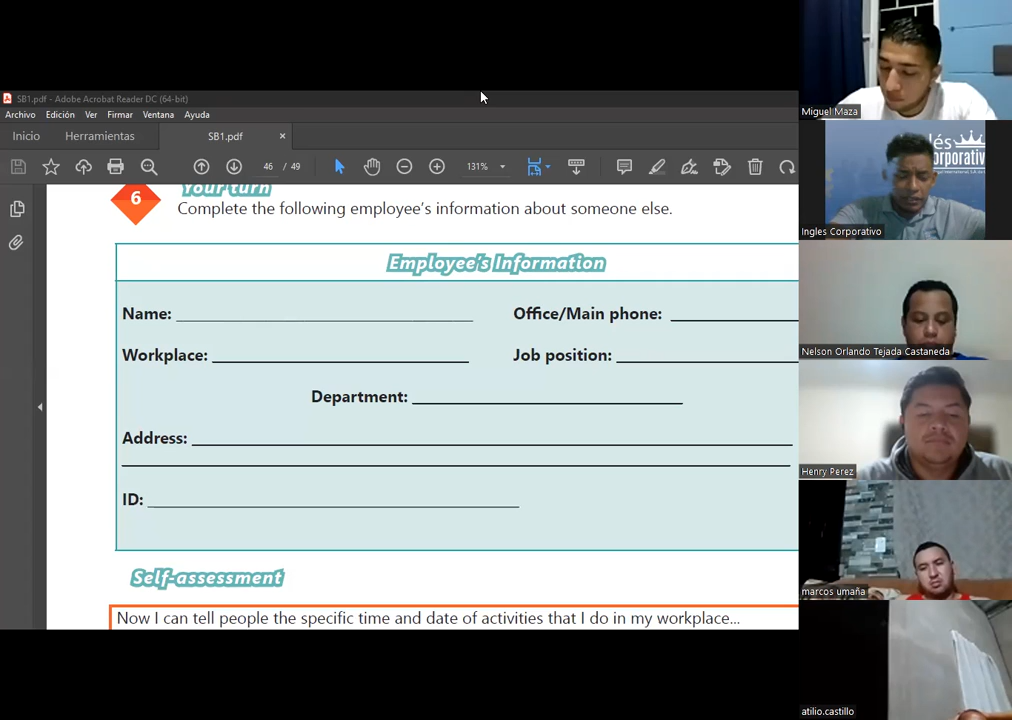 SB1.pdf - Adobe Acrobat Reader DC (64-bit)
Archivo Edición Ver Firmar Ventana Ayuda
Inicio Herramientas SB1.pdf ×
46 / 49 131%
6 Your turn
Complete the following employee's information about someone else.
Employee's Information
Name: Office/Main phone:
Workplace: Job position:
Department:
Address:
ID:
Self-assessment
Now I can tell people the specific time and date of activities that I do in my workplace...
Miguel Maza
lés
orporativ
Ingles Corporativo
Nelson Orlando Tejada Castaneda
Henry Perez
marcos umaña
atilio.castillo